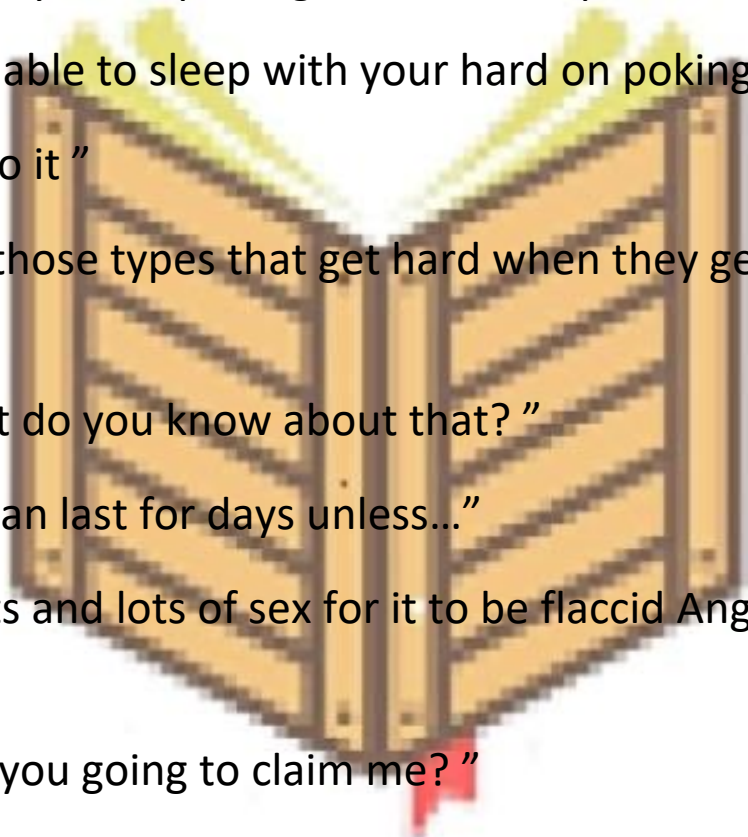 able to sleep with your hard on poking
o it ”
those types that get hard when they ge
t do you know about that? ”
an last for days unless…”
ts and lots of sex for it to be flaccid Ang
you going to claim me? ”